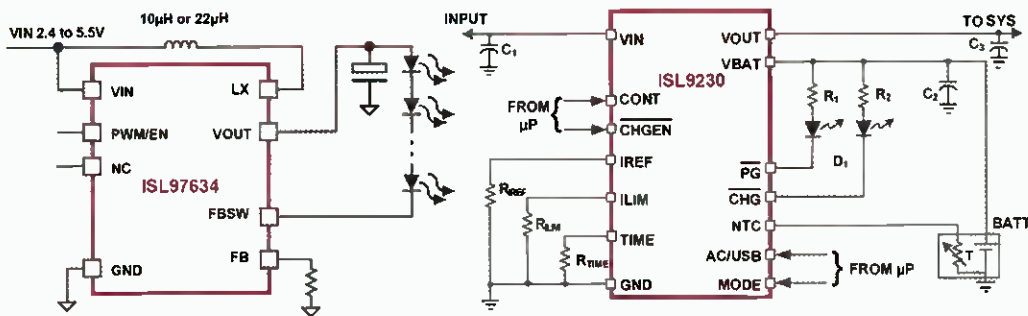 10µH or 22µH
VIN 2.4 to 5.5V
VIN
LX
PWM/EN
VOUT
NC
ISL97634
FBSW
FB
GND
INPUT
C1
VIN
VOUT
TO SYS
C3
ISL9230
VBAT
R1
R2
C2
FROM
µP
CONT
CHGEN
D1
IREF
PG
RIREF
ILIM
CHG
RILIM
NTC
BATT
TIME
RTIME
AC/USB
T
FROM µP
GND
MODE